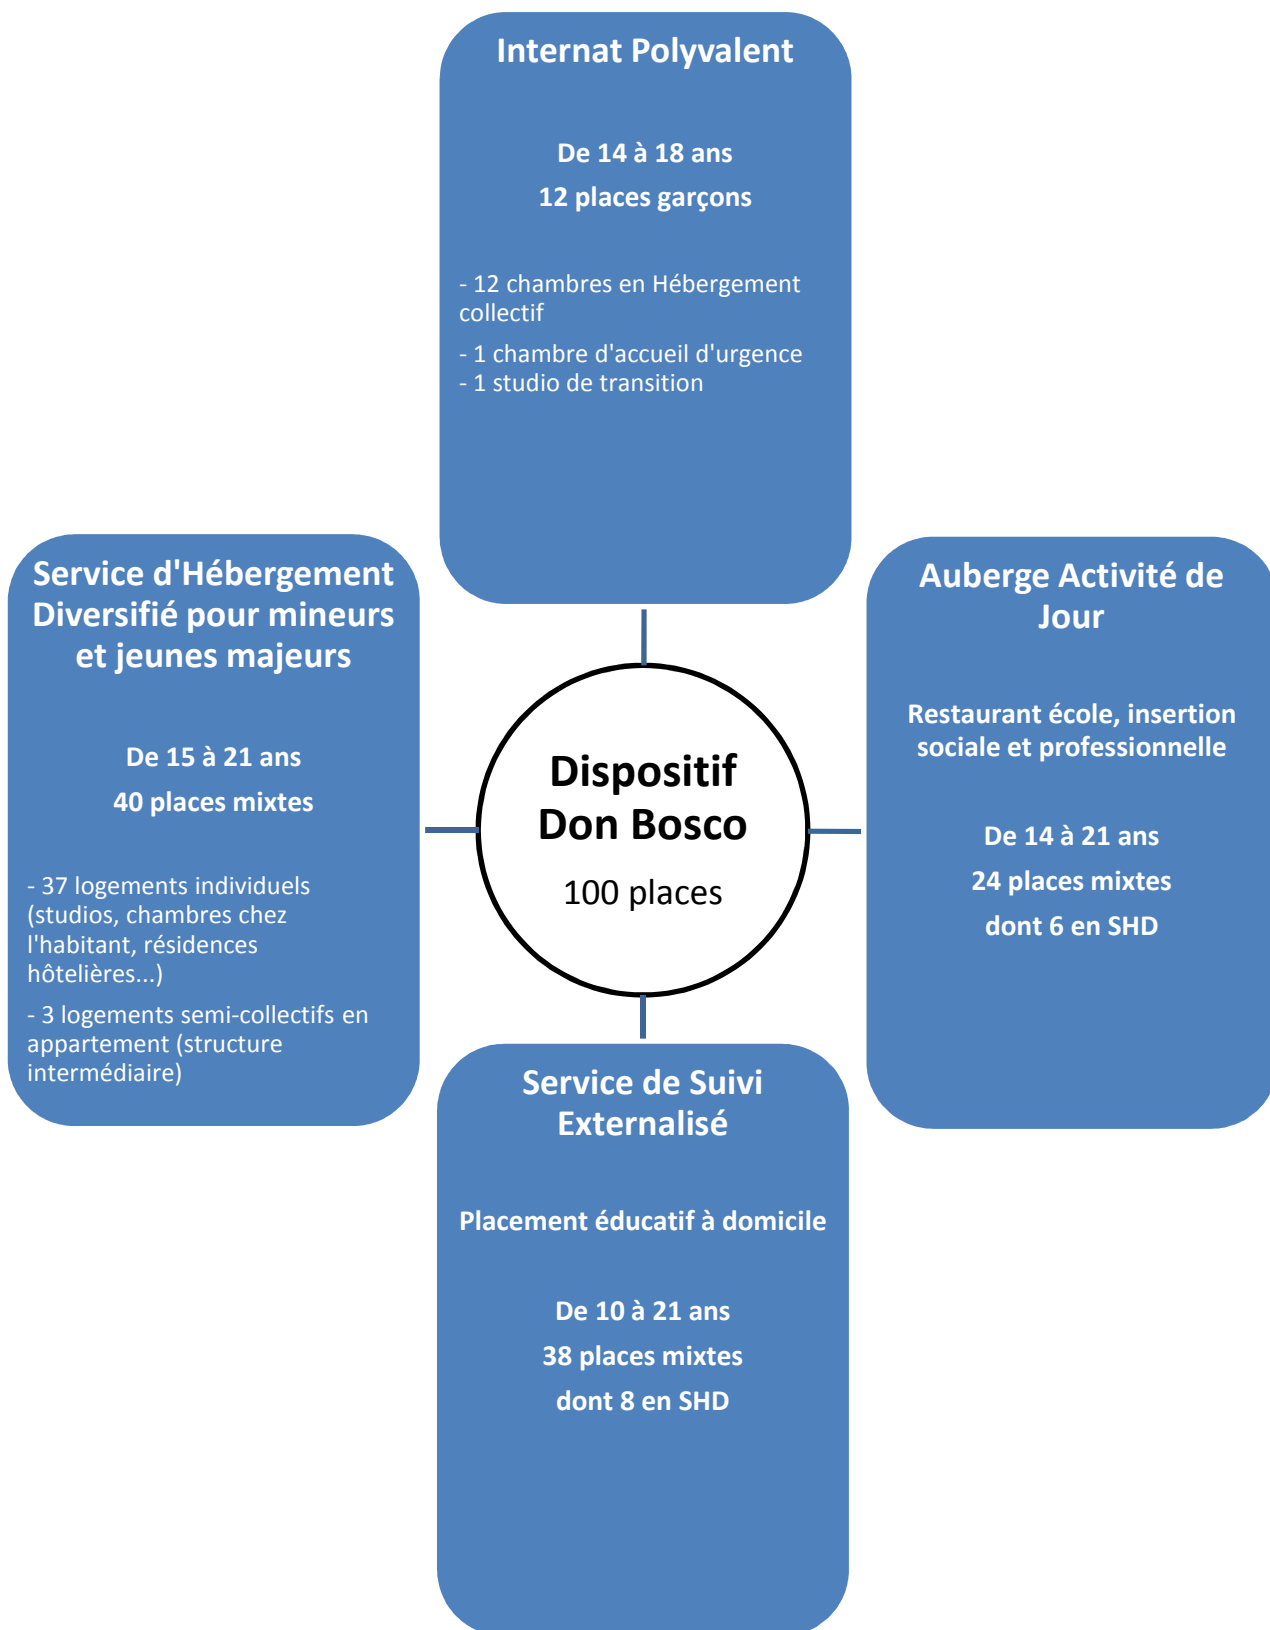 Internat Polyvalent
De 14 à 18 ans
12 places garçons
- 12 chambres en Hébergement
collectif
- 1 chambre d'accueil d'urgence
- 1 studio de transition
Service d'Hébergement
Diversifié pour mineurs
et jeunes majeurs
De 15 à 21 ans
40 places mixtes
- 37 logements individuels
(studios, chambres chez
l'habitant, résidences
hôtelières...)
- 3 logements semi-collectifs en
appartement (structure
intermédiaire)
Dispositif
Don Bosco
100 places
Auberge Activité de
Jour
Restaurant école, insertion
sociale et professionnelle
De 14 à 21 ans
24 places mixtes
dont 6 en SHD
Service de Suivi
Externalisé
Placement éducatif à domicile
De 10 à 21 ans
38 places mixtes
dont 8 en SHD